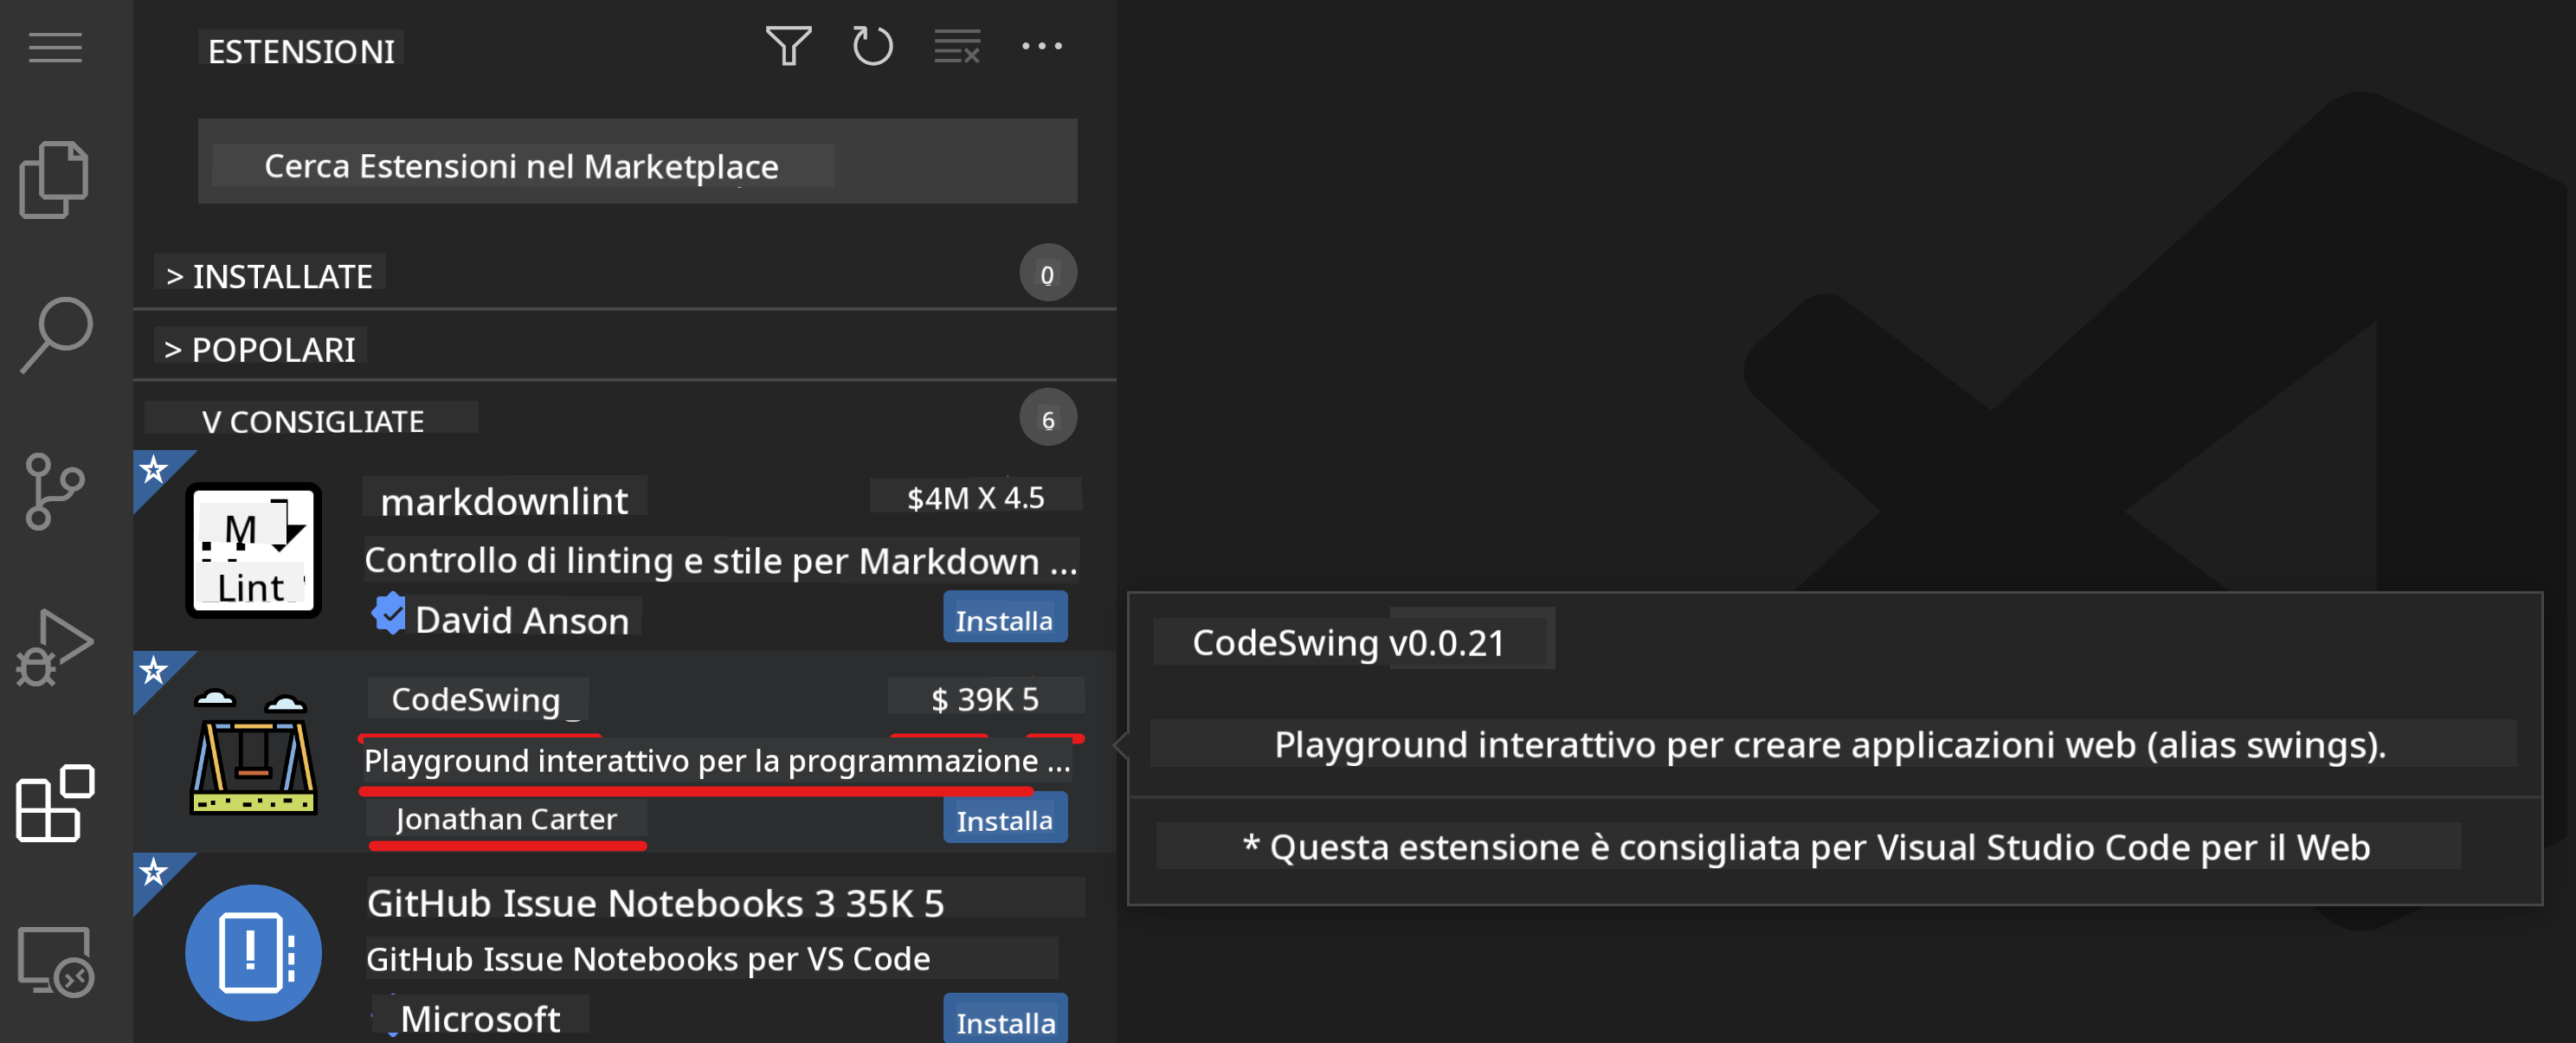 ESTENSIONI
Cerca Estensioni nel Marketplace
> INSTALLATE
0
> POPOLARI
V CONSIGLIATE
6
M
Lint
markdownlint
$4M X 4.5
Controllo di linting e stile per Markdown ...
David Anson
Installa
CodeSwing
$ 39K 5
Playground interattivo per la programmazione ...
Jonathan Carter
Installa
GitHub Issue Notebooks 3 35K 5
GitHub Issue Notebooks per VS Code
Microsoft
Installa
CodeSwing v0.0.21
Playground interattivo per creare applicazioni web (alias swings).
* Questa estensione è consigliata per Visual Studio Code per il Web